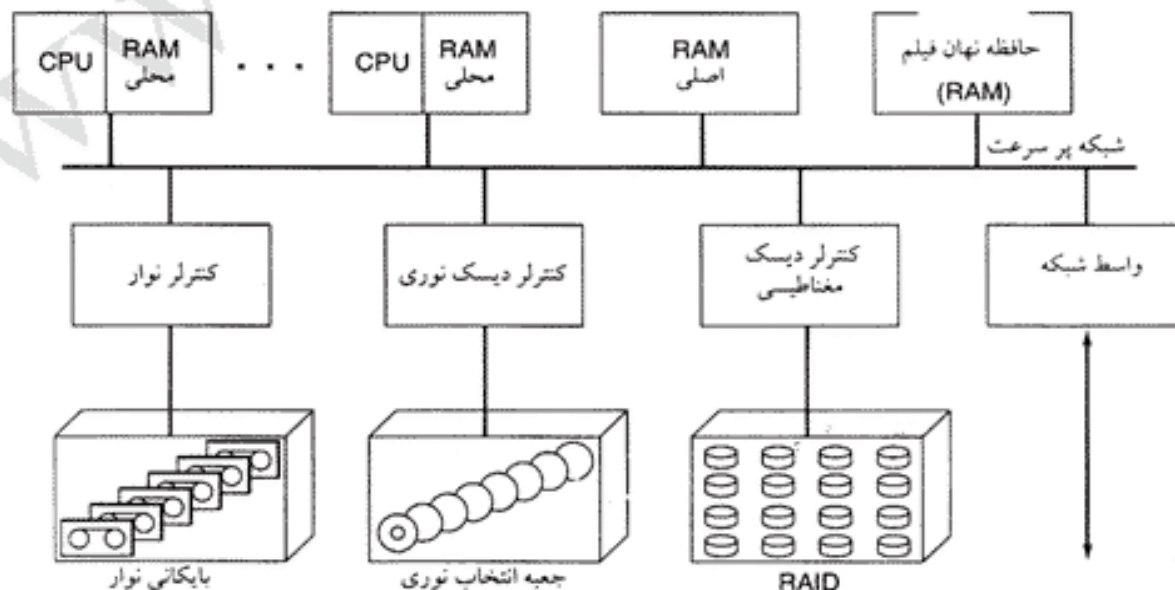 CPU
RAM
محلی
. . .
CPU
RAM
محلی
RAM
اصلی
حافظه نهان فیلم
(RAM)
شبکه پر سرعت
کنترلر نوار
کنترلر دیسک نوری
کنترلر دیسک
مغناطیسی
واسط شبکه
بایگانی نوار
جعبه انتخاب نوری
RAID